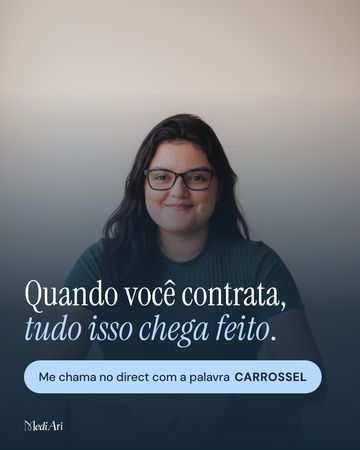 Quando você contrata,
tudo isso chega feito.
Me chama no direct com a palavra CARROSSEL
MediAri